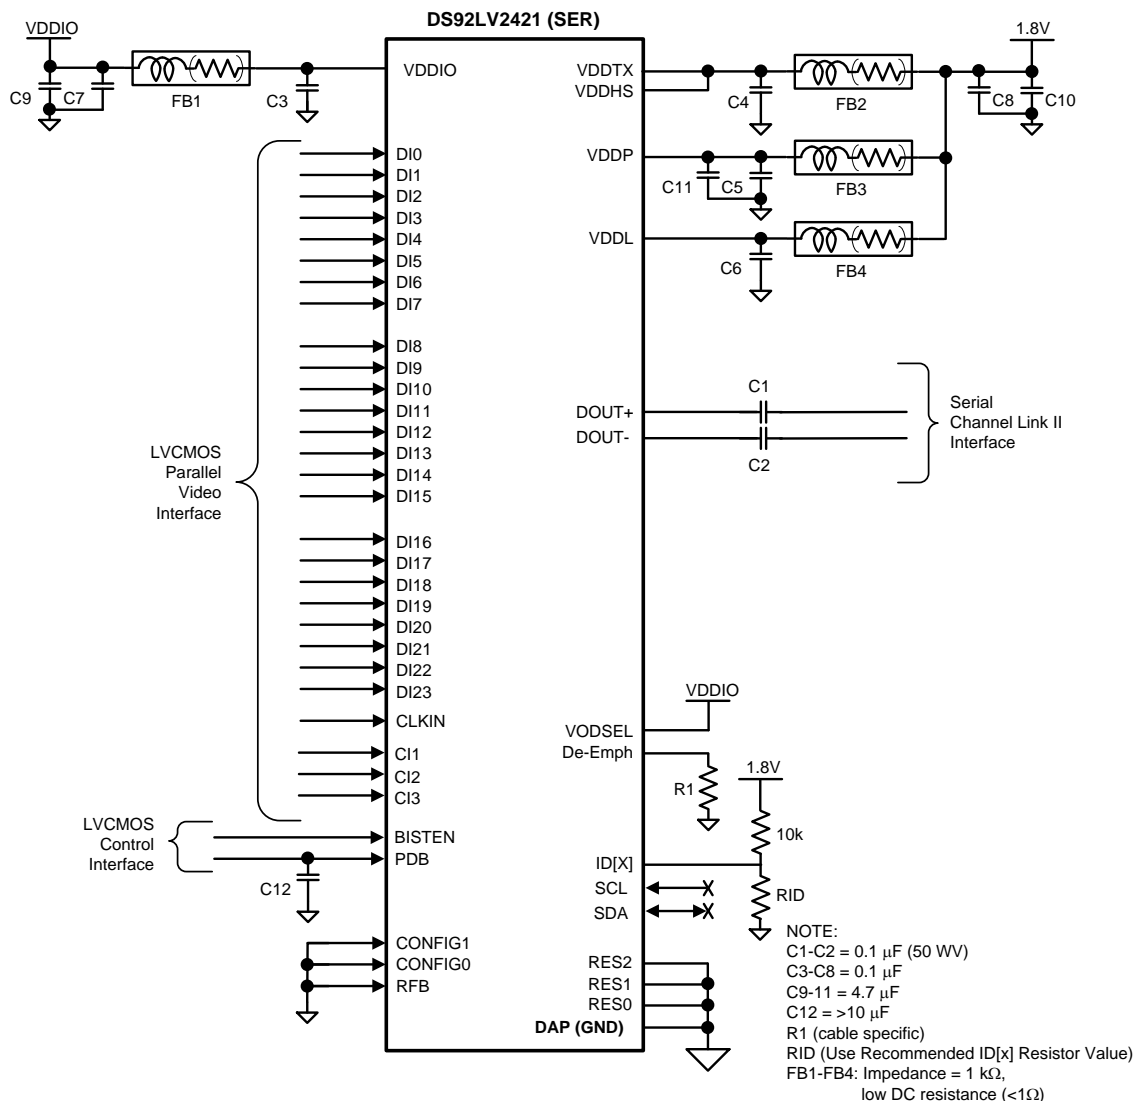 DS92LV2421 (SER)
VDDIO
C9
C7
FB1
C3
VDDIO
LVCMOS
Parallel
Video
Interface
DI0
DI1
DI2
DI3
DI4
DI5
DI6
DI7
DI8
DI9
DI10
DI11
DI12
DI13
DI14
DI15
DI16
DI17
DI18
DI19
DI20
DI21
DI22
DI23
CLKIN
CI1
CI2
CI3
LVCMOS
Control
Interface
BISTEN
PDB
C12
CONFIG1
CONFIG0
RFB
VDDTX
VDDHS
C4
FB2
1.8V
C8
C10
VDDP
C11
C5
FB3
VDDL
C6
FB4
DOUT+
DOUT-
C1
C2
Serial
Channel Link II
Interface
VDDIO
VODSEL
De-Emph
R1
1.8V
10k
ID[X]
RID
SCL
SDA
RES2
RES1
RES0
DAP (GND)
NOTE:
C1-C2 = 0.1 μF (50 WV)
C3-C8 = 0.1 μF
C9-11 = 4.7 μF
C12 = >10 μF
R1 (cable specific)
RID (Use Recommended ID[x] Resistor Value)
FB1-FB4: Impedance = 1 kΩ,
low DC resistance (<1Ω)